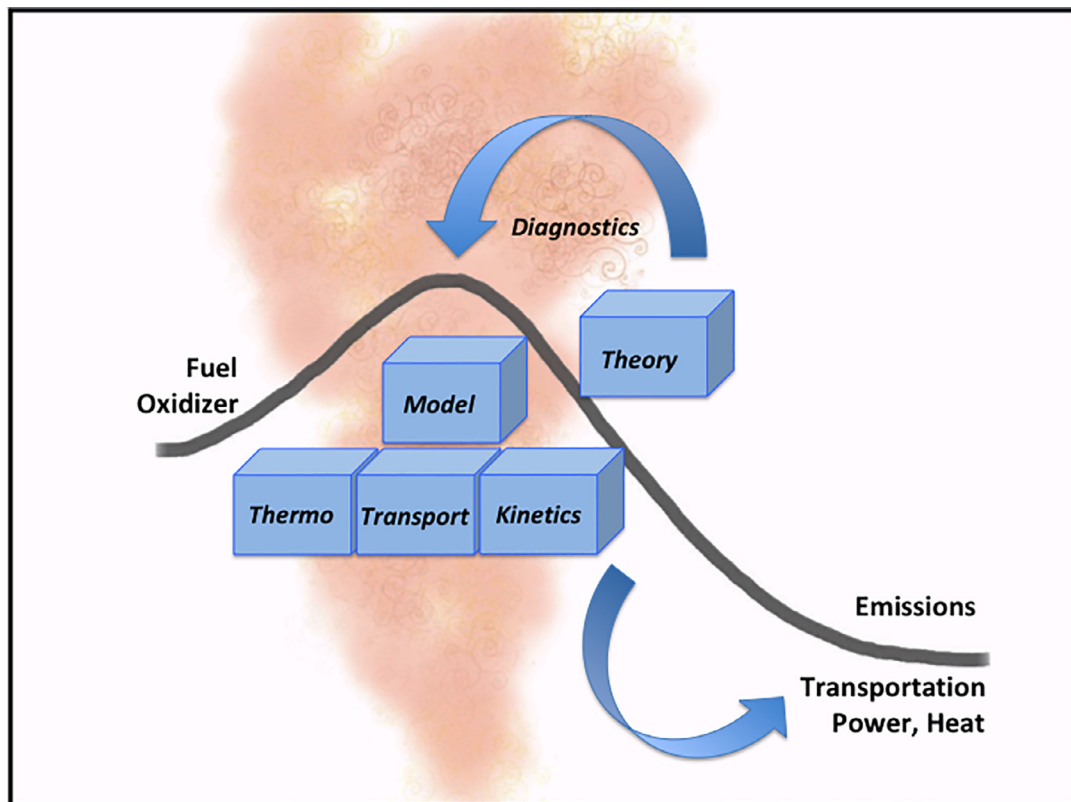 Diagnostics
Fuel
Oxidizer
Theory
Model
Thermo
Transport
Kinetics
Emissions
Transportation
Power, Heat